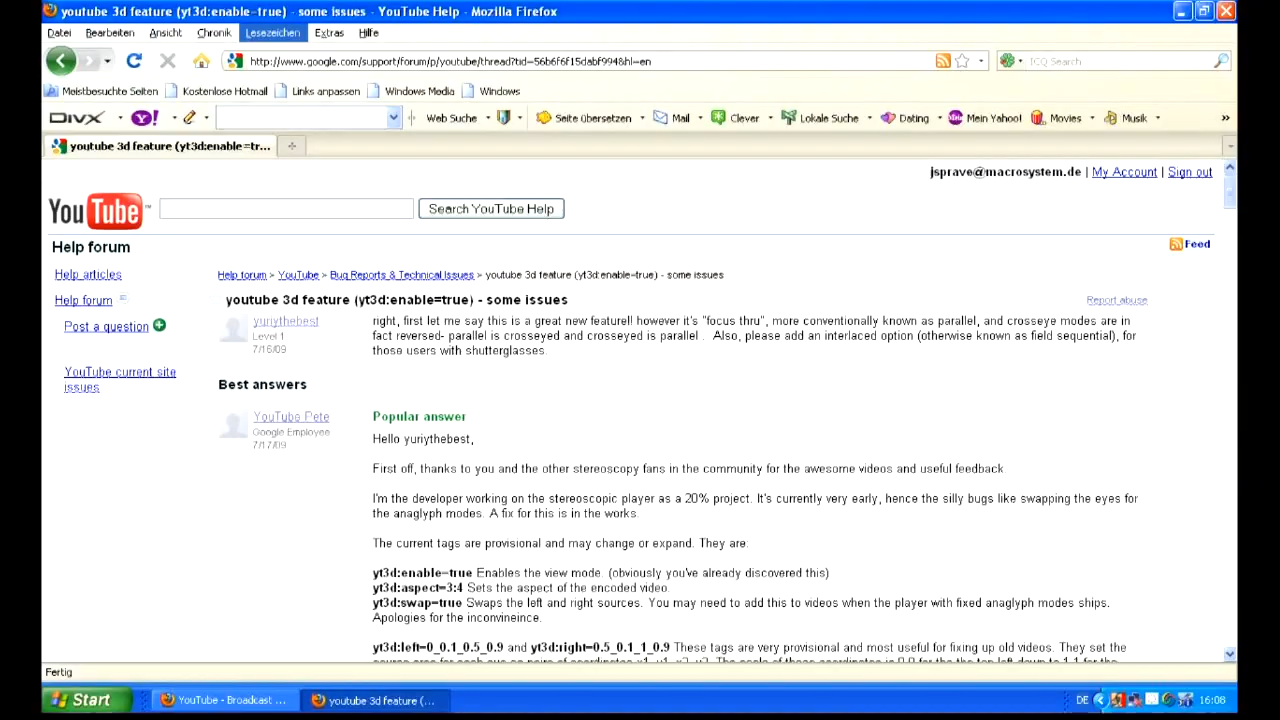 youtube 3d feature (yt3d:enable=true) - some issues - YouTube Help - Mozilla Firefox
Datei Bearbeiten Ansicht Chronik Lesezeichen Extras Hilfe
http://www.google.com/support/forum/p/youtube/thread?tid=56b6f6f15dabf994&hl=en ICQ Search
Meistbesuchte Seiten Kostenlose Hotmail Links anpassen Windows Media Windows
DIVX Y! Web Suche Seite übersetzen Mail Clever Lokale Suche Dating Mein Yahoo! Movies Musik »
youtube 3d feature (yt3d:enable=tr...
jsprave@macrosystem.de | My Account | Sign out
YouTube Search YouTube Help
Help forum Feed
Help articles
Help forum
Post a question
YouTube current site
issues
Help forum > YouTube > Bug Reports & Technical Issues > youtube 3d feature (yt3d:enable=true) - some issues
youtube 3d feature (yt3d:enable=true) - some issues Report abuse
yuriythebest
Level 1
7/16/09
right, first let me say this is a great new feature!! however it's "focus thru", more conventionally known as parallel, and crosseye modes are in
fact reversed- parallel is crosseyed and crosseyed is parallel . Also, please add an interlaced option (otherwise known as field sequential), for
those users with shutterglasses.
Best answers
YouTube Pete
Google Employee
7/17/09
Popular answer
Hello yuriythebest,
First off, thanks to you and the other stereoscopy fans in the community for the awesome videos and useful feedback
I'm the developer working on the stereoscopic player as a 20% project. It's currently very early, hence the silly bugs like swapping the eyes for
the anaglyph modes. A fix for this is in the works.
The current tags are provisional and may change or expand. They are:
yt3d:enable=true Enables the view mode. (obviously you've already discovered this)
yt3d:aspect=3:4 Sets the aspect of the encoded video.
yt3d:swap=true Swaps the left and right sources. You may need to add this to videos when the player with fixed anaglyph modes ships.
Apologies for the inconvineince.
yt3d:left=0_0.1_0.5_0.9 and yt3d:right=0.5_0.1_1_0.9 These tags are very provisional and most useful for fixing up old videos. They set the
Fertig
Start YouTube - Broadcast ... youtube 3d feature (... DE 16:08